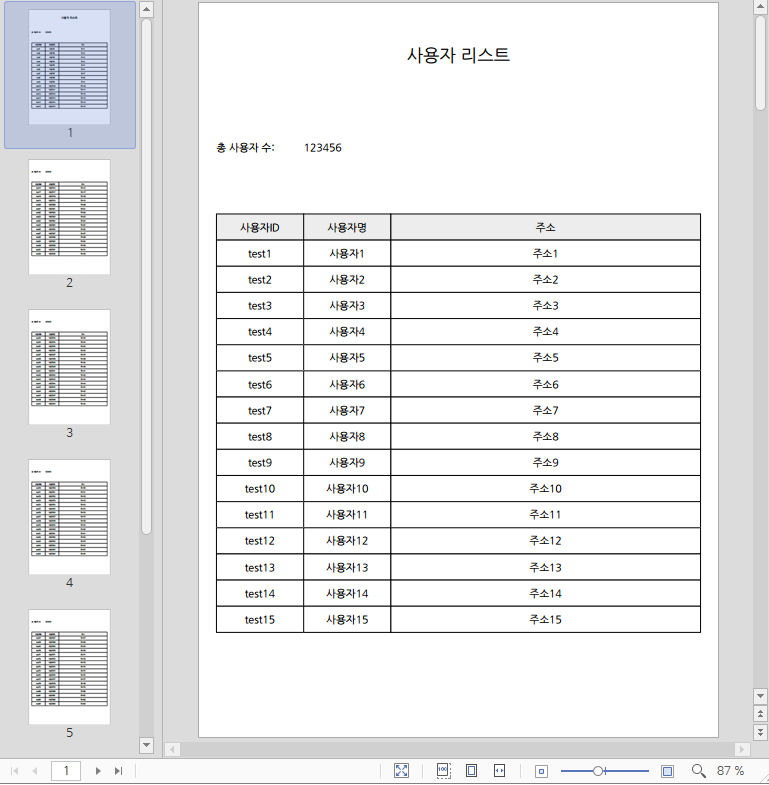 사용자 리스트
총 사용자 수: 123456
사용자ID 사용자명 주소
test1 사용자1 주소1
test2 사용자2 주소2
test3 사용자3 주소3
test4 사용자4 주소4
test5 사용자5 주소5
test6 사용자6 주소6
test7 사용자7 주소7
test8 사용자8 주소8
test9 사용자9 주소9
test10 사용자10 주소10
test11 사용자11 주소11
test12 사용자12 주소12
test13 사용자13 주소13
test14 사용자14 주소14
test15 사용자15 주소15
1
2
3
4
5
1 100 87 %